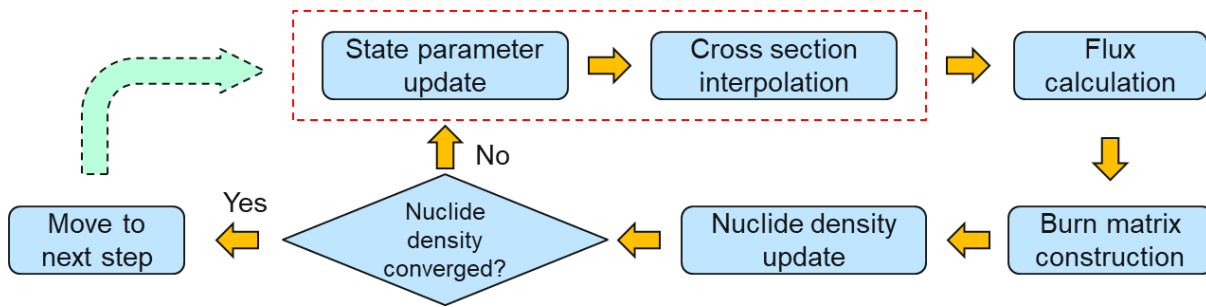 State parameter
update
Cross section
interpolation
Flux
calculation
No
Yes
Move to
next step
Nuclide
density
converged?
Nuclide density
update
Burn matrix
construction